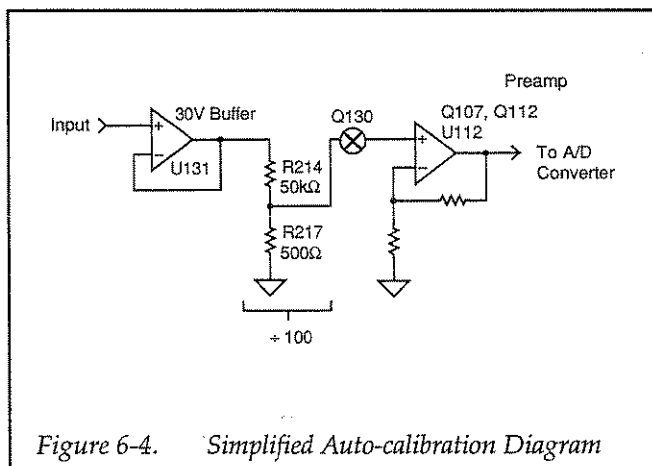 Preamp
30V Buffer
Q130
Q107, Q112
U112
Input
+
−
U131
+
−
To A/D
Converter
R214
50kΩ
R217
500Ω
÷ 100
Figure 6-4. Simplified Auto-calibration Diagram